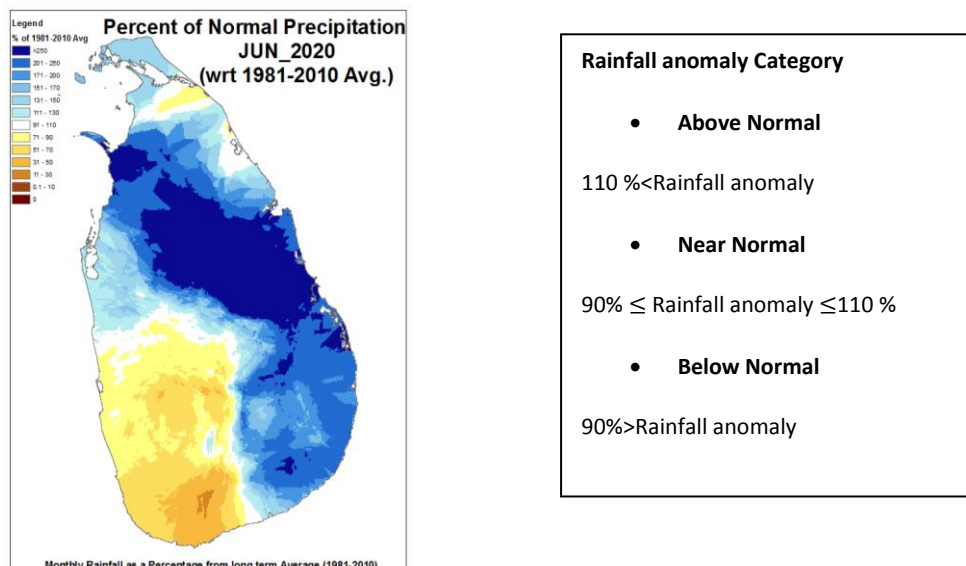 Legend
% of 1981-2010 Avg
>250
201 - 250
171 - 200
151 - 170
131 - 150
111 - 130
91 - 110
71 - 90
51 - 70
31 - 50
11 - 30
0.1 - 10
0
Percent of Normal Precipitation
JUN_2020
(wrt 1981-2010 Avg.)
Monthly Rainfall as a Percentage from long term Average (1981-2010)
Rainfall anomaly Category
• Above Normal
110 %<Rainfall anomaly
• Near Normal
90% ≤ Rainfall anomaly ≤110 %
• Below Normal
90%>Rainfall anomaly